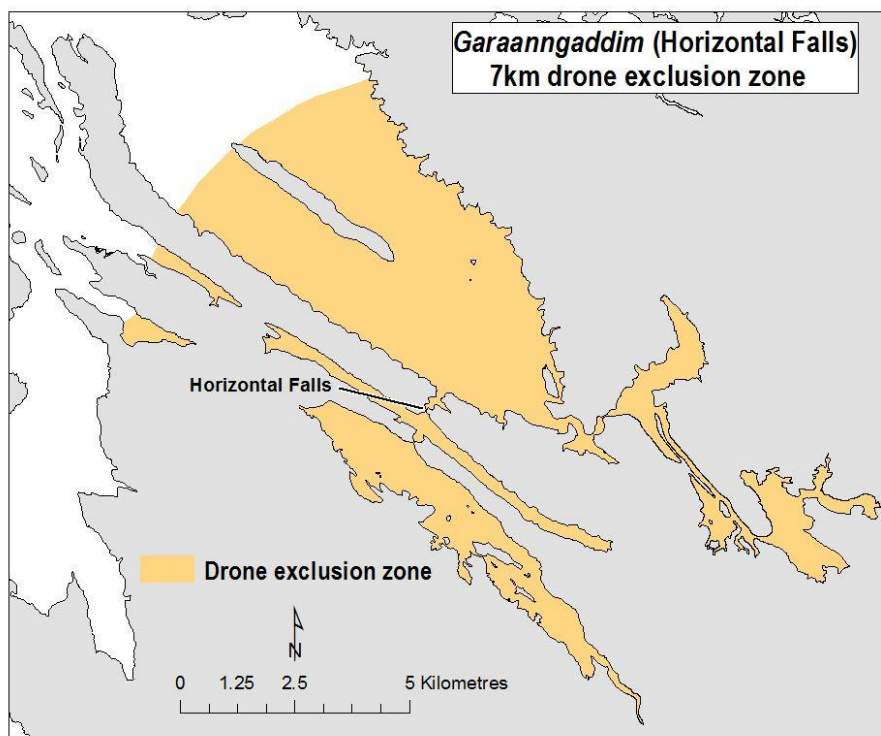 Garaanngaddim (Horizontal Falls)
7km drone exclusion zone
Horizontal Falls
Drone exclusion zone
N
0 1.25 2.5 5 Kilometres